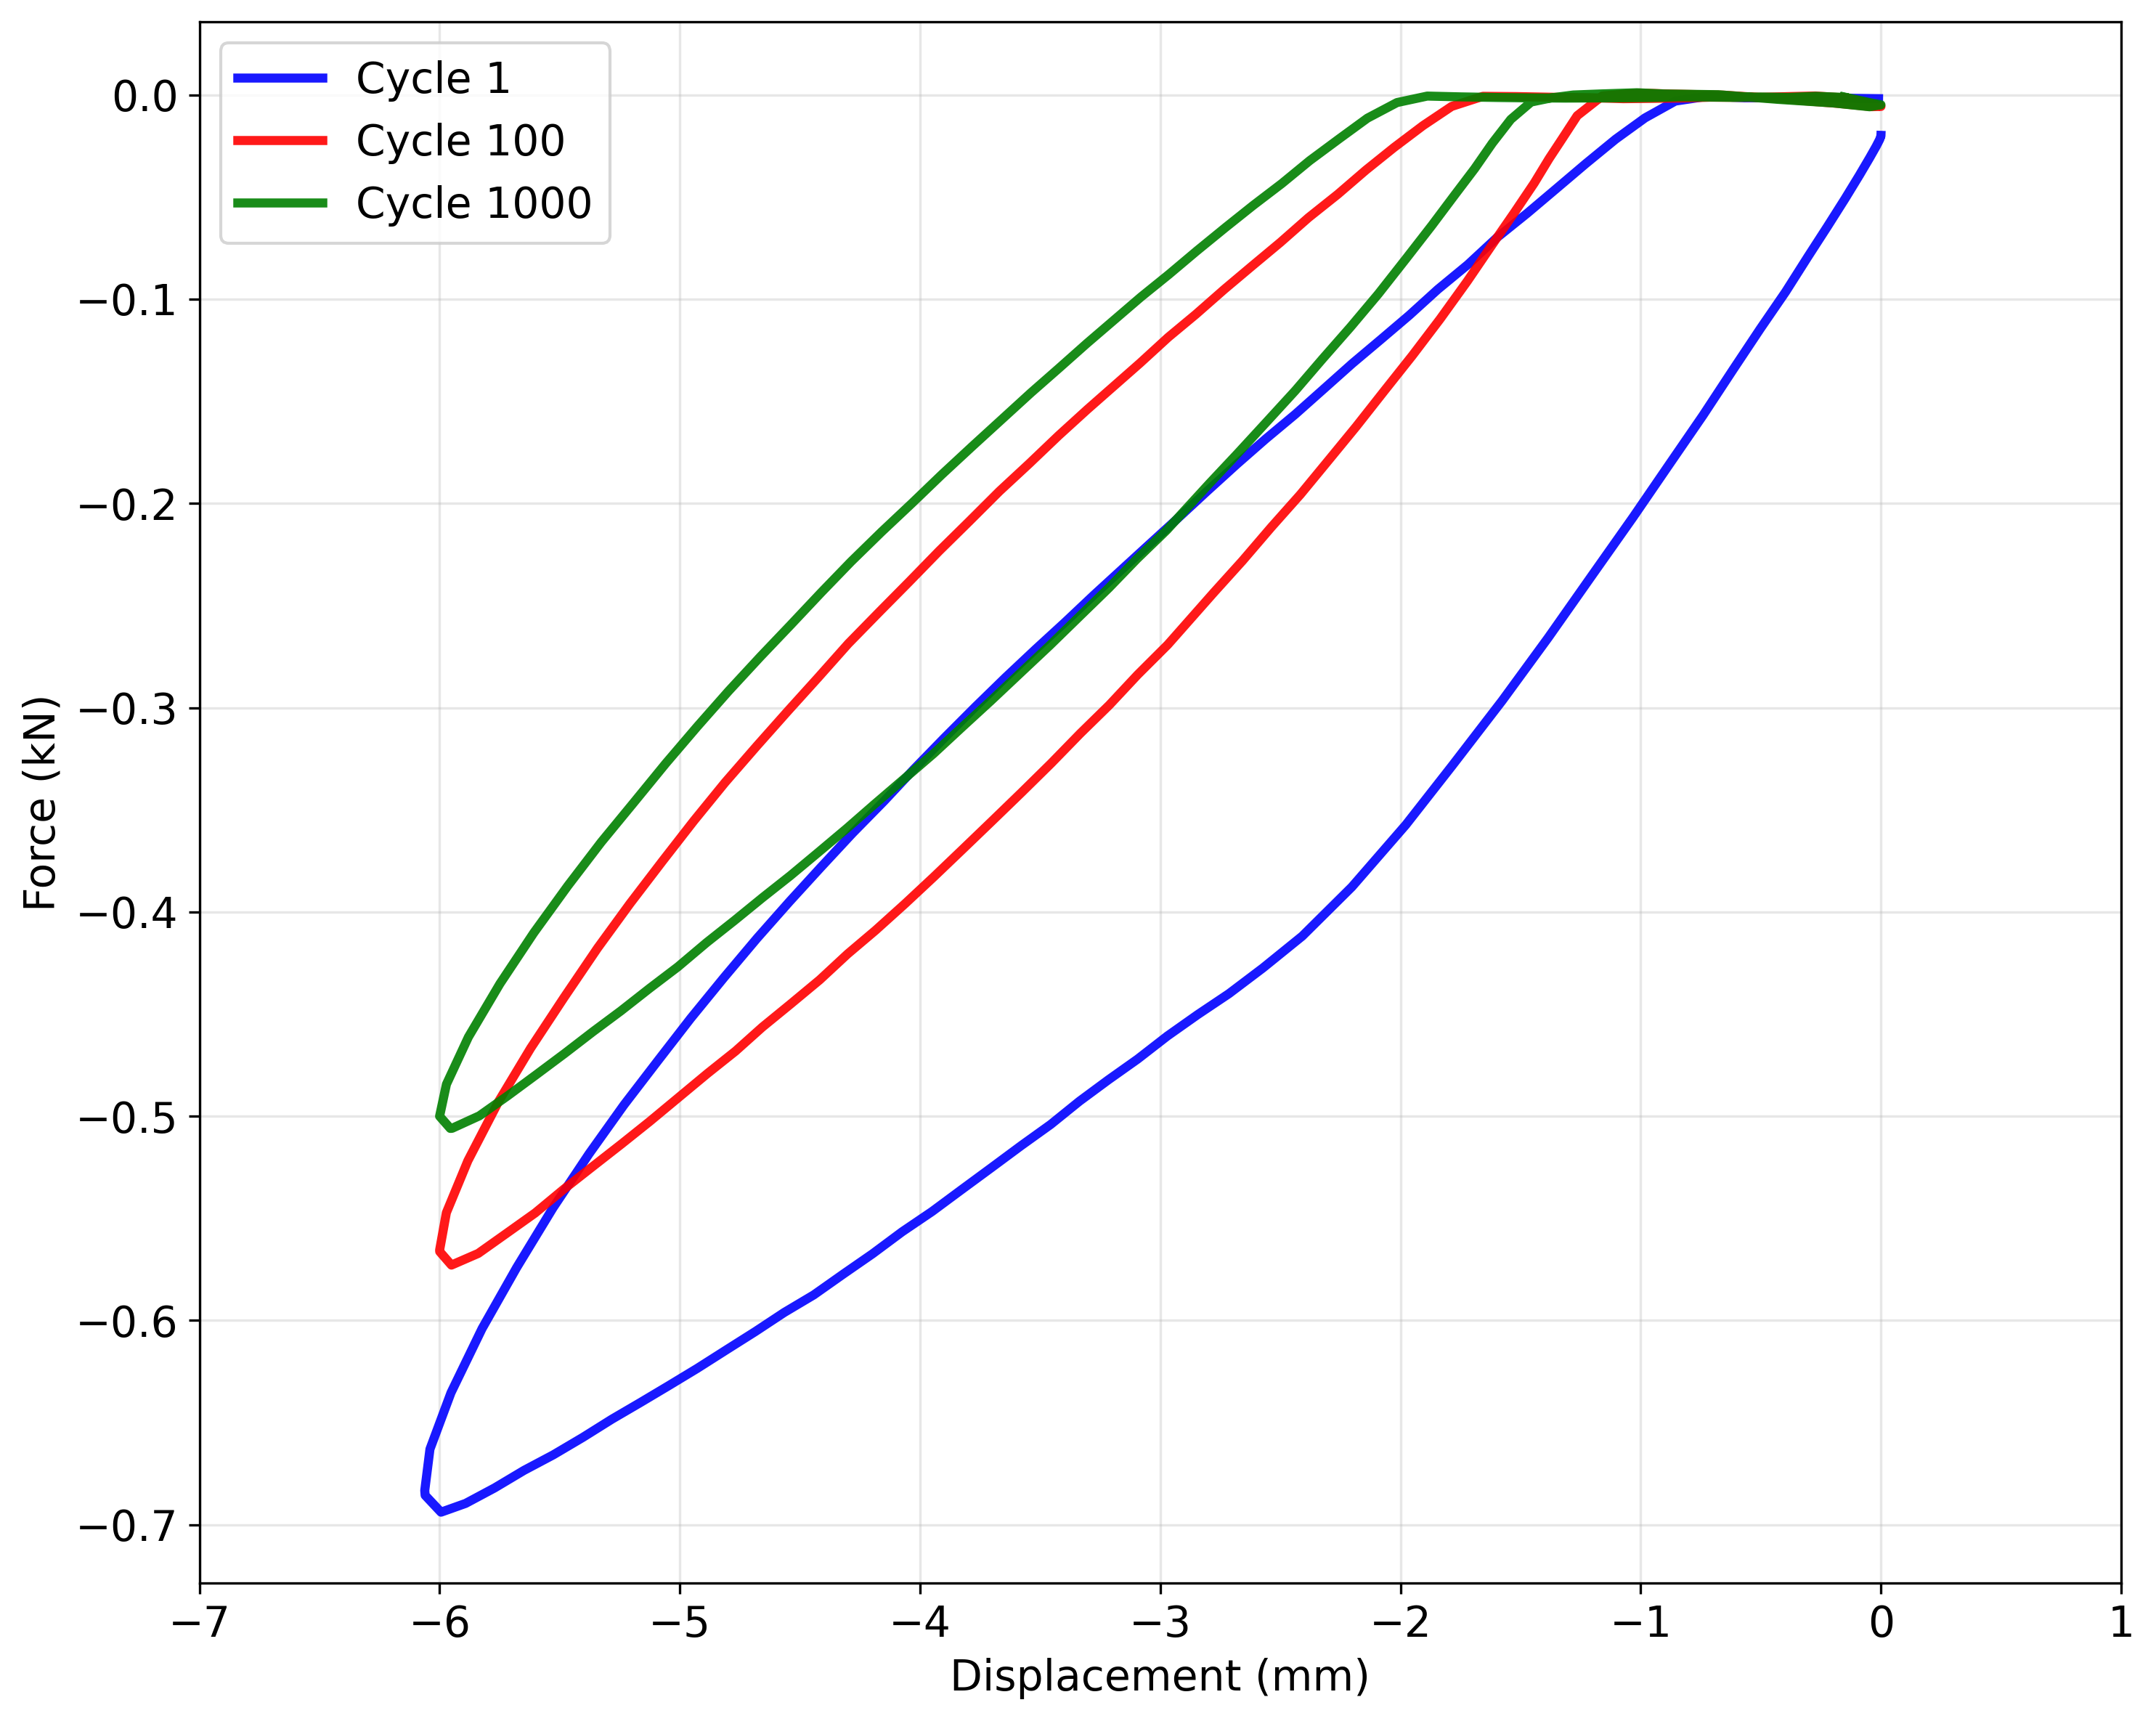 Cycle 1
Cycle 100
Cycle 1000
0.0
−0.1
−0.2
−0.3
−0.4
−0.5
−0.6
−0.7
Force (kN)
−7 −6 −5 −4 −3 −2 −1 0 1
Displacement (mm)